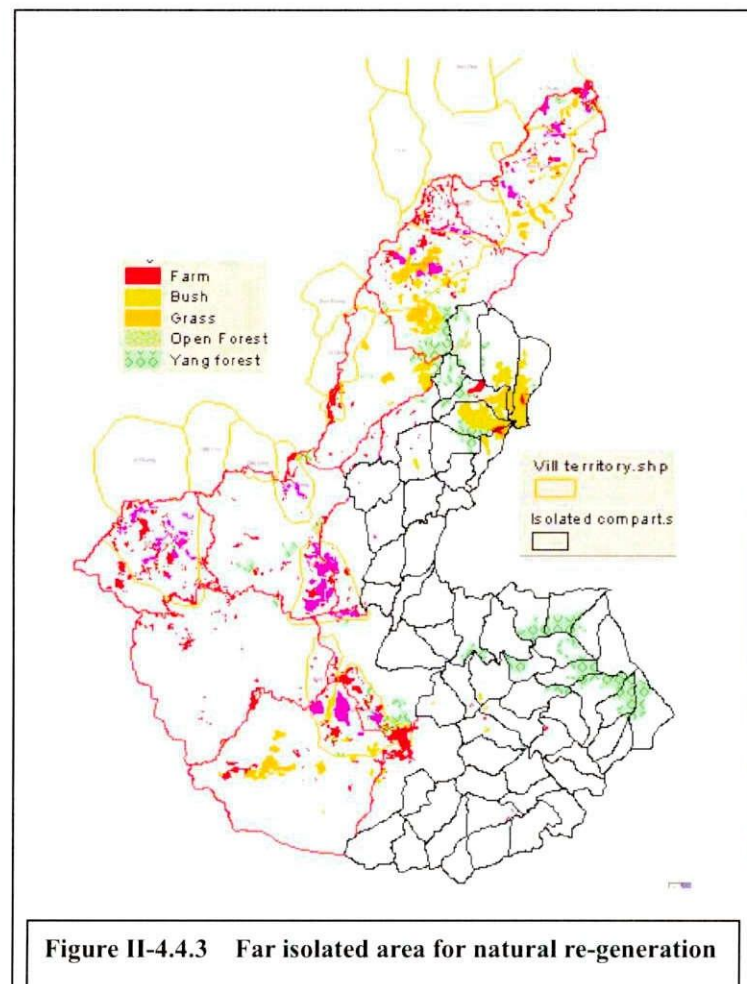 Farm
Bush
Grass
Open Forest
Yang forest
Vill territory.shp
Isolated compart.s
Figure II-4.4.3 Far isolated area for natural re-generation